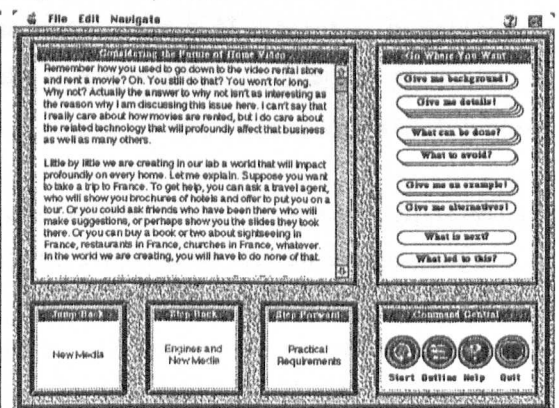 File Edit Navigate
Considering the Future of Home Video
Remember how you used to go down to the video rental store
and rent a movie? Oh. You still do that? You won't for long.
Why not? Actually the answer to why not isn't as interesting as
the reason why I am discussing this issue here. I can't say that
I really care about how movies are rented, but I do care about
the related technology that will profoundly affect that business
as well as many others.
Little by little we are creating in our lab a world that will impact
profoundly on every home. Let me explain. Suppose you want
to take a trip to France. To get help, you can ask a travel agent,
who will show you brochures of hotels and offer to put you on a
tour. Or you could ask friends who have been there who will
make suggestions, or perhaps show you the slides they took
there. Or you can buy a book or two about sightseeing in
France, restaurants in France, churches in France, whatever.
In the world we are creating, you will have to do none of that.
Go Where You Want
Give me background!
Give me details!
What can be done?
What to avoid?
Give me an example!
Give me alternatives!
What is next?
What led to this?
Jump Back
New Media
Step Back
Engines and
New Media
Step Forward
Practical
Requirements
Command Central
Start Outline Help Quit